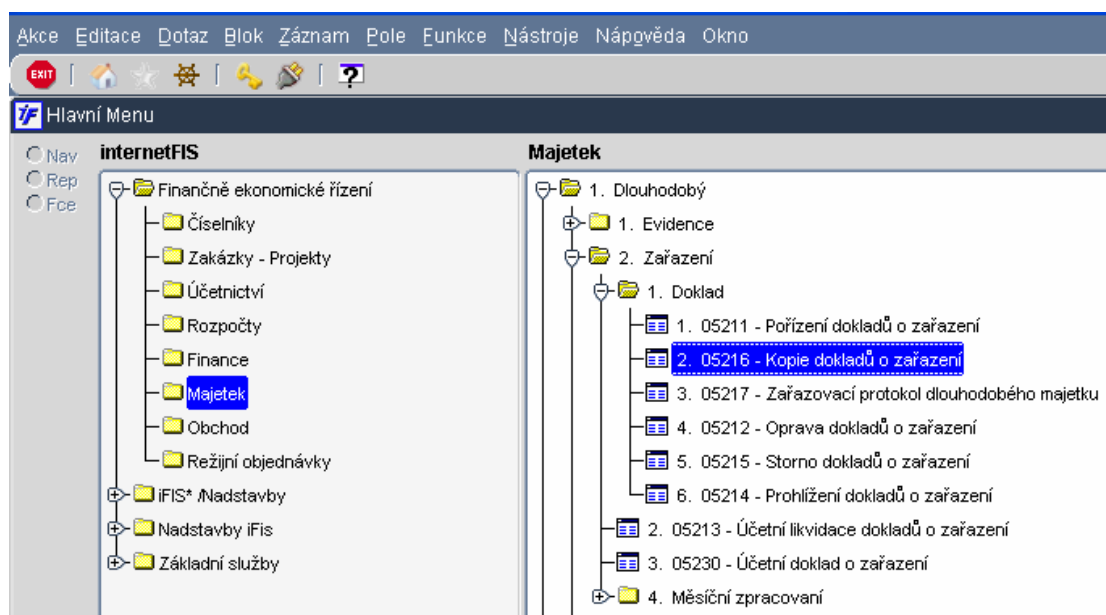 Akce Editace Dotaz Blok Záznam Pole Funkce Nástroje Nápověda Okno
EXIT
iF Hlavní Menu
Nav
Rep
Fce
internetFIS
Finančně ekonomické řízení
Číselníky
Zakázky - Projekty
Účetnictví
Rozpočty
Finance
Majetek
Obchod
Režijní objednávky
iFIS* /Nadstavby
Nadstavby iFis
Základní služby
Majetek
1. Dlouhodobý
1. Evidence
2. Zařazení
1. Doklad
1. 05211 - Pořízení dokladů o zařazení
2. 05216 - Kopie dokladů o zařazení
3. 05217 - Zařazovací protokol dlouhodobého majetku
4. 05212 - Oprava dokladů o zařazení
5. 05215 - Storno dokladů o zařazení
6. 05214 - Prohlížení dokladů o zařazení
2. 05213 - Účetní likvidace dokladů o zařazení
3. 05230 - Účetní doklad o zařazení
4. Měsíční zpracovaní